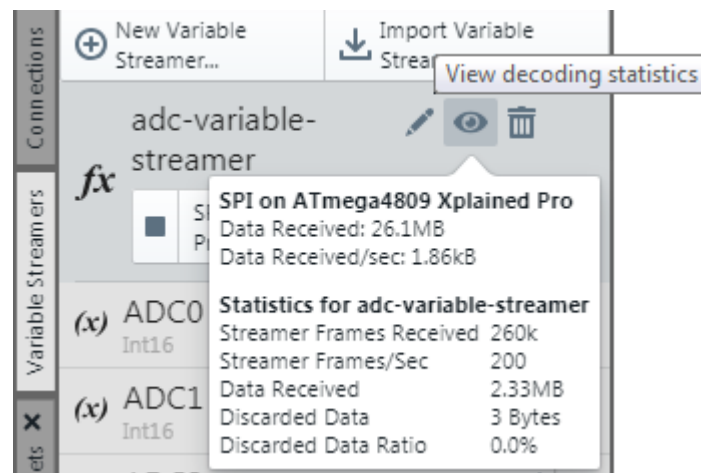 Connections
Variable Streamers
ets
New Variable
Streamer...
Import Variable
Strea
View decoding statistics
adc-variable-
streamer
fx
SPI on ATmega4809 Xplained Pro
Data Received: 26.1MB
Data Received/sec: 1.86kB
Statistics for adc-variable-streamer
Streamer Frames Received 260k
Streamer Frames/Sec 200
Data Received 2.33MB
Discarded Data 3 Bytes
Discarded Data Ratio 0.0%
(x) ADC0
Int16
(x) ADC1
Int16